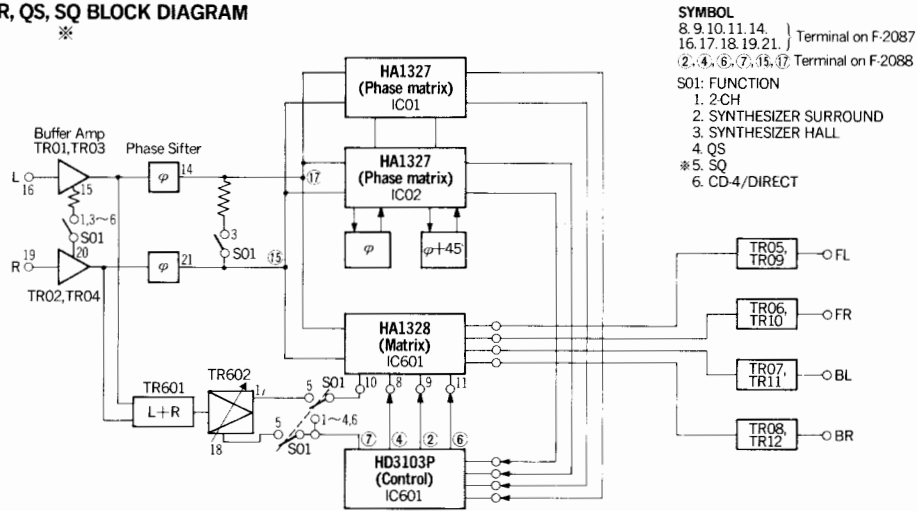 R, QS, SQ BLOCK DIAGRAM
※
SYMBOL
8. 9. 10. 11. 14.
16. 17. 18. 19. 21. } Terminal on F-2087
②, ④, ⑥, ⑦, ⑮, ⑰ Terminal on F-2088
S01: FUNCTION
1. 2-CH
2. SYNTHESIZER SURROUND
3. SYNTHESIZER HALL
4. QS
※5. SQ
6. CD-4/DIRECT
HA1327
(Phase matrix)
IC01
Buffer Amp
TR01, TR03
Phase Sifter
L
16
15
φ
14
⑰
HA1327
(Phase matrix)
IC02
1,3~6
S01
3
S01
φ
φ+45
R
19
20
φ
21
⑮
TR02, TR04
TR05,
TR09
FL
TR06,
TR10
FR
HA1328
(Matrix)
IC601
TR07,
TR11
BL
TR601
L+R
TR602
17
18
5
S01
10
8
9
11
1~4,6
5
S01
⑦
④
②
⑥
TR08,
TR12
BR
HD3103P
(Control)
IC601